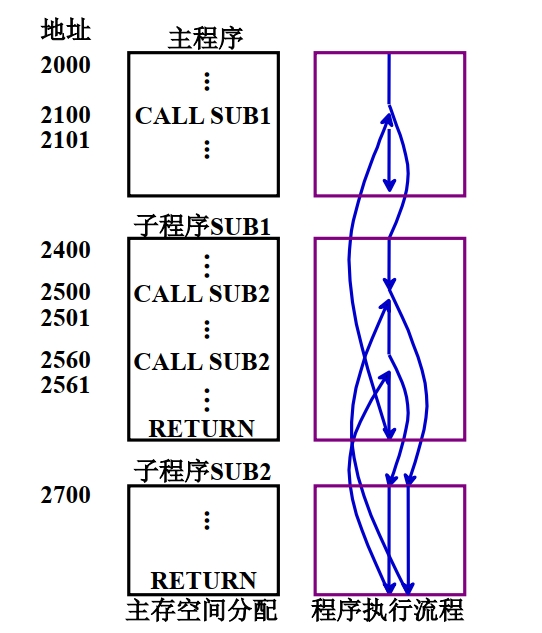 地址
主程序
2000
⋮
2100 CALL SUB1
2101
⋮
子程序SUB1
2400
⋮
2500 CALL SUB2
2501
⋮
2560 CALL SUB2
2561
⋮
RETURN
子程序SUB2
2700
⋮
RETURN
主存空间分配 程序执行流程